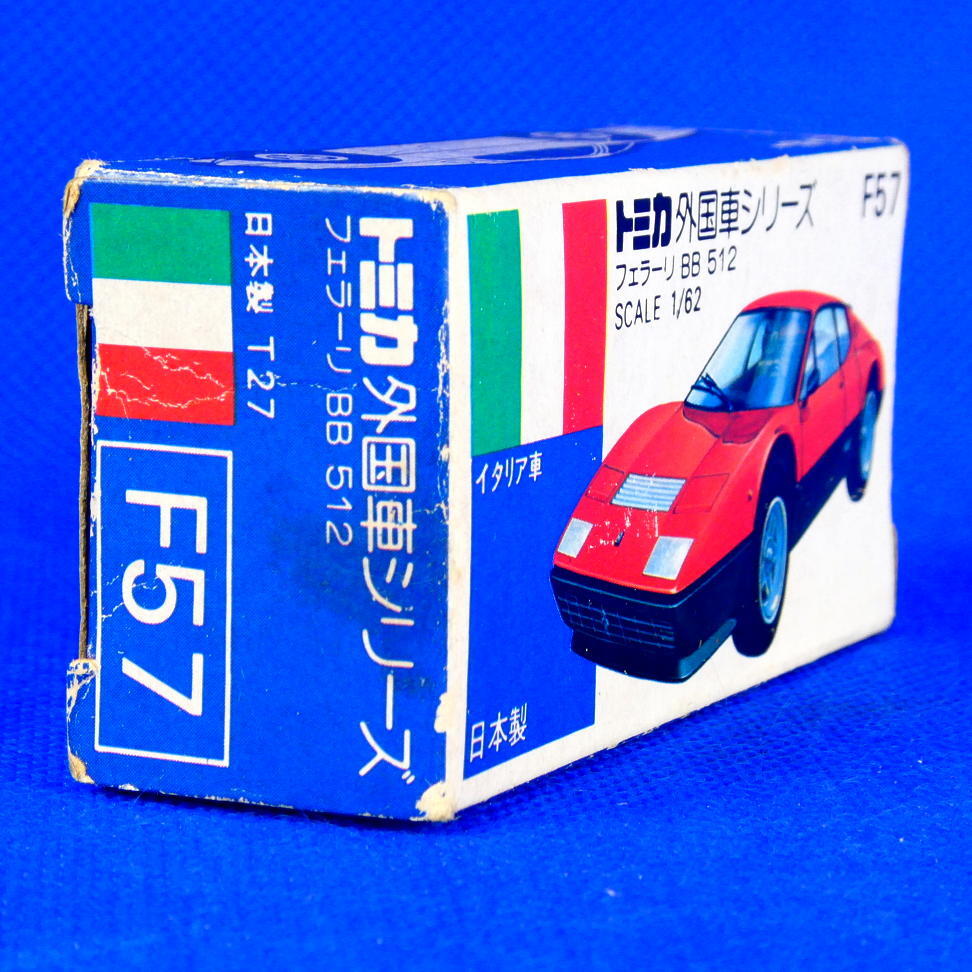 トミカ外国車シリーズ
フェラーリBB 512
日本製 T27
F57
トミカ外国車シリーズ F57
フェラーリ BB 512
SCALE 1/62
イタリア車
日本製